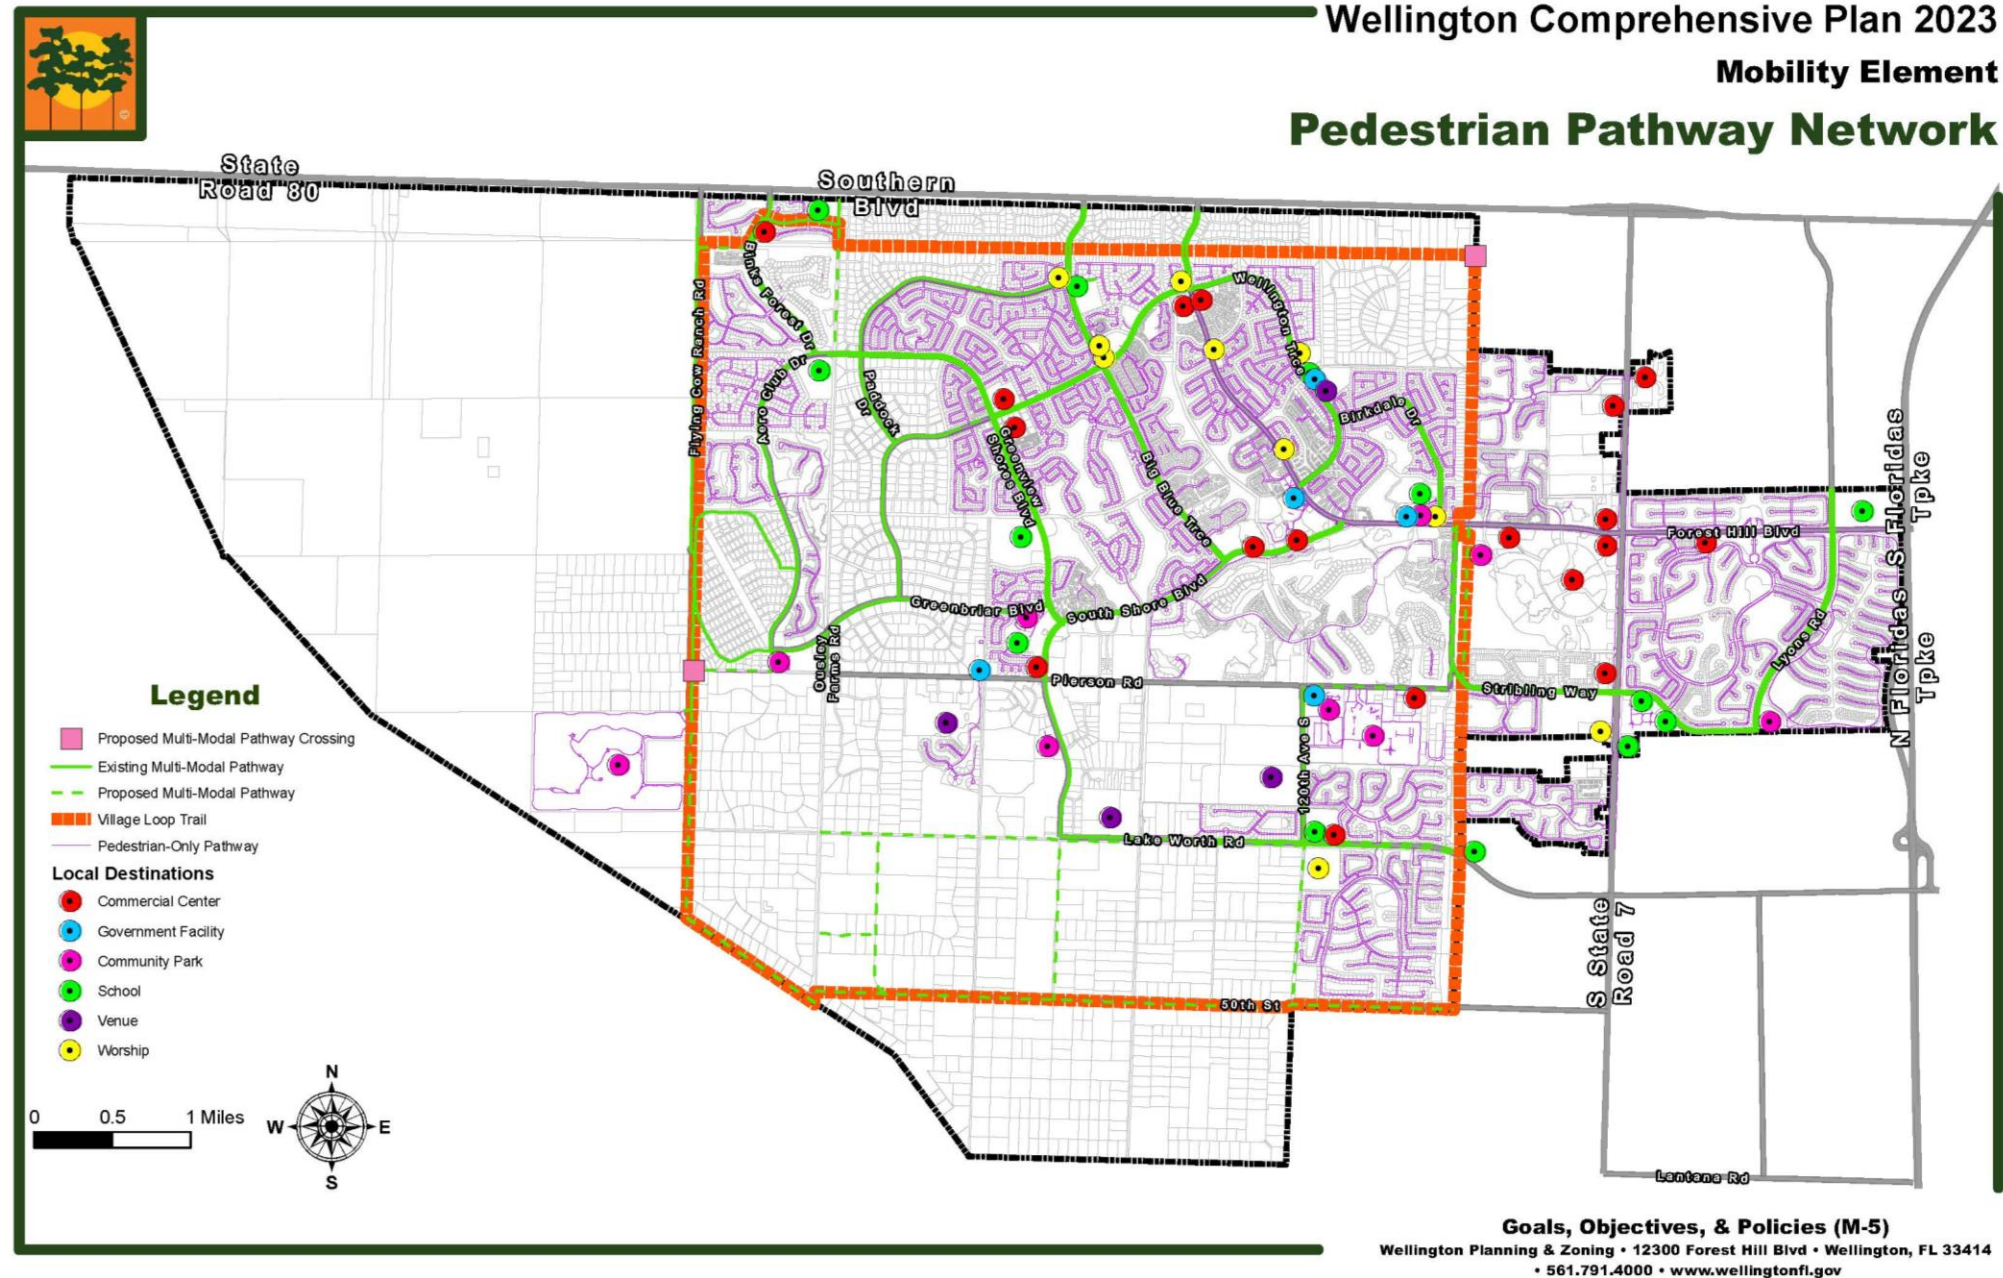 Wellington Comprehensive Plan 2023
Mobility Element
Pedestrian Pathway Network
State
Road 80
Southern
Blvd
Binks Forest Dr
Flying Cow Ranch Rd
Aero Club Dr
Paddock
Dr
Wellington Trce
Birkdale Dr
Greenview
Shores Blvd
Big Blue Trce
Forest Hill Blvd
S Floridas
Tpke
N Floridas
Tpke
Greenbriar Blvd
South Shore Blvd
Lyons Rd
Ousley
Farms Rd
Pierson Rd
Stribling Way
120th Ave S
Lake Worth Rd
S State
Road 7
50th St
Lantana Rd
Legend
Proposed Multi-Modal Pathway Crossing
Existing Multi-Modal Pathway
Proposed Multi-Modal Pathway
Village Loop Trail
Pedestrian-Only Pathway
Local Destinations
Commercial Center
Government Facility
Community Park
School
Venue
Worship
0 0.5 1 Miles
N
W E
S
Goals, Objectives, & Policies (M-5)
Wellington Planning & Zoning • 12300 Forest Hill Blvd • Wellington, FL 33414
• 561.791.4000 • www.wellingtonfl.gov